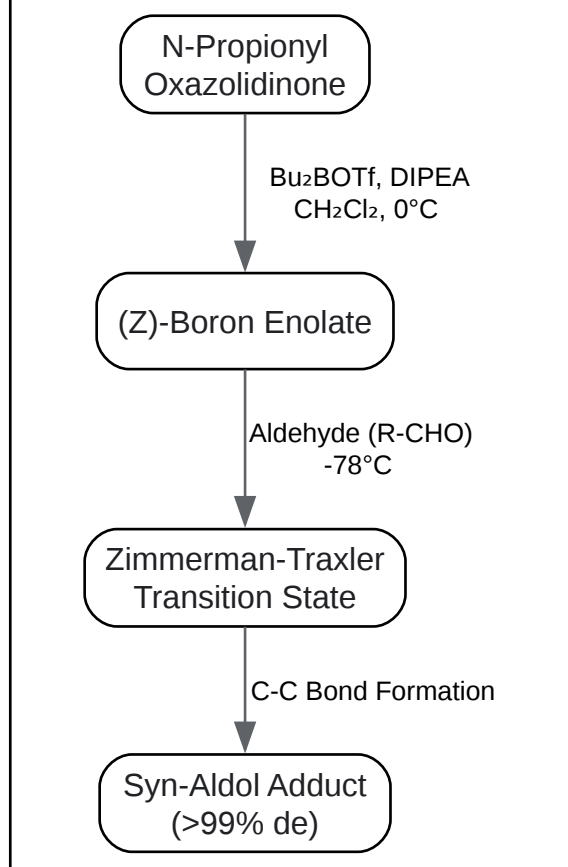 N-Propionyl
Oxazolidinone
Bu₂BOTf, DIPEA
CH₂Cl₂, 0°C
(Z)-Boron Enolate
Aldehyde (R-CHO)
-78°C
Zimmerman-Traxler
Transition State
C-C Bond Formation
Syn-Aldol Adduct
(>99% de)